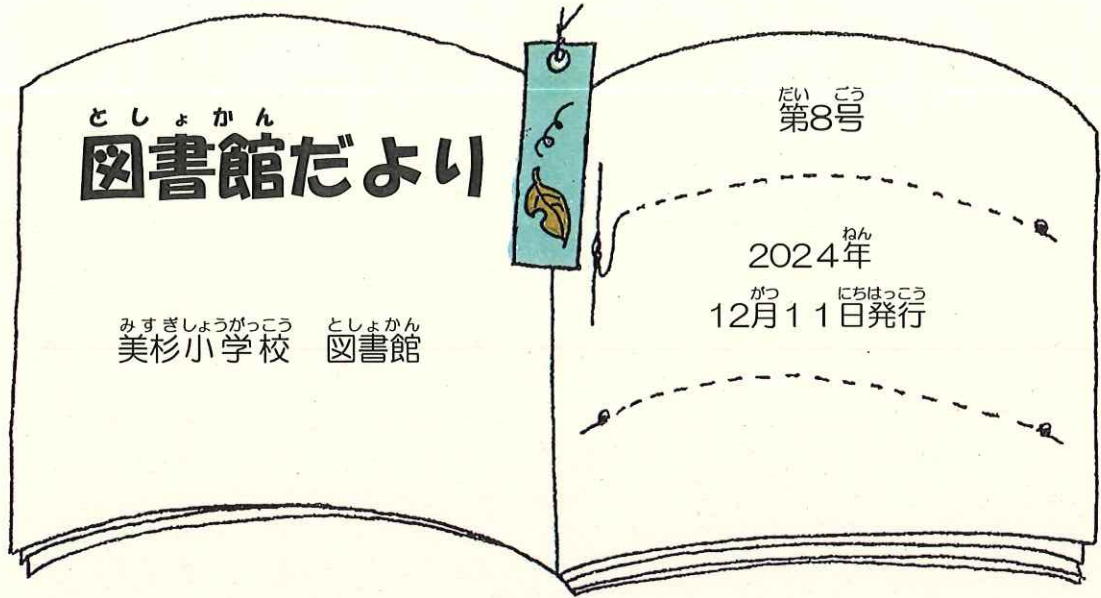 としょかん
図書館だより
みすぎしょうがっこう としょかん
美杉小学校 図書館
だい ごう
第8号
ねん
2024年
がつ にちはっこう
12月11日発行